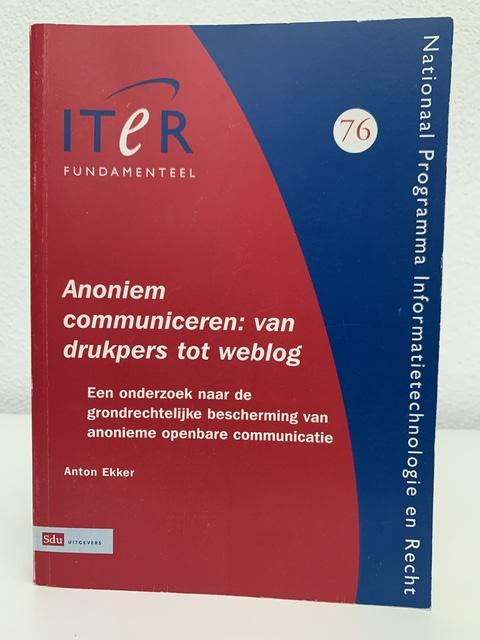 ITeR
FUNDAMENTEEL
76
Nationaal Programma Informatietechnologie en Recht
Anoniem
communiceren: van
drukpers tot weblog
Een onderzoek naar de
grondrechtelijke bescherming van
anonieme openbare communicatie
Anton Ekker
Sdu UITGEVERS